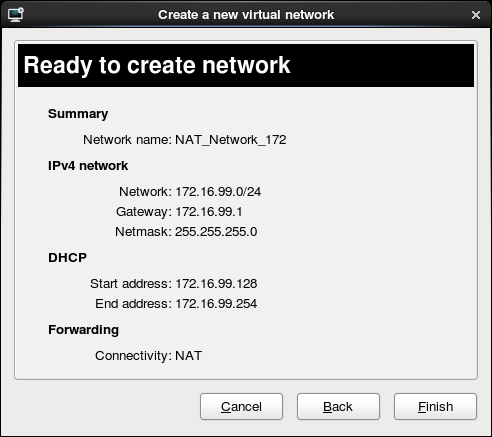 Create a new virtual network
Ready to create network
Summary
Network name: NAT_Network_172
IPv4 network
Network: 172.16.99.0/24
Gateway: 172.16.99.1
Netmask: 255.255.255.0
DHCP
Start address: 172.16.99.128
End address: 172.16.99.254
Forwarding
Connectivity: NAT
Cancel Back Finish